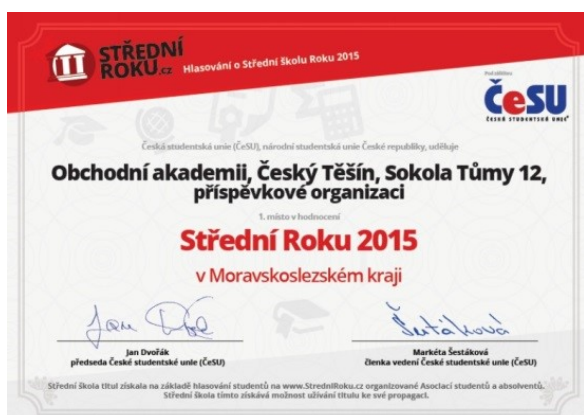 STŘEDNÍ
ROKU.cz
Hlasování o Střední školu Roku 2015
Pod záštitou
ČeSU
ČESKÁ STUDENTSKÁ UNIE
Česká studentská unie (ČeSU), národní studentská unie České republiky, uděluje
Obchodní akademii, Český Těšín, Sokola Tůmy 12,
příspěvkové organizaci
1. místo v hodnocení
Střední Roku 2015
v Moravskoslezském kraji
Jan Dvořák
předseda České studentské unie (ČeSU)
Šestáková
Markéta Šestáková
členka vedení České studentské unie (ČeSU)
Střední škola titul získala na základě hlasování studentů na www.StredniRoku.cz organizované Asociací studentů a absolventů.
Střední škola tímto získává možnost užívání titulu ke své propagaci.